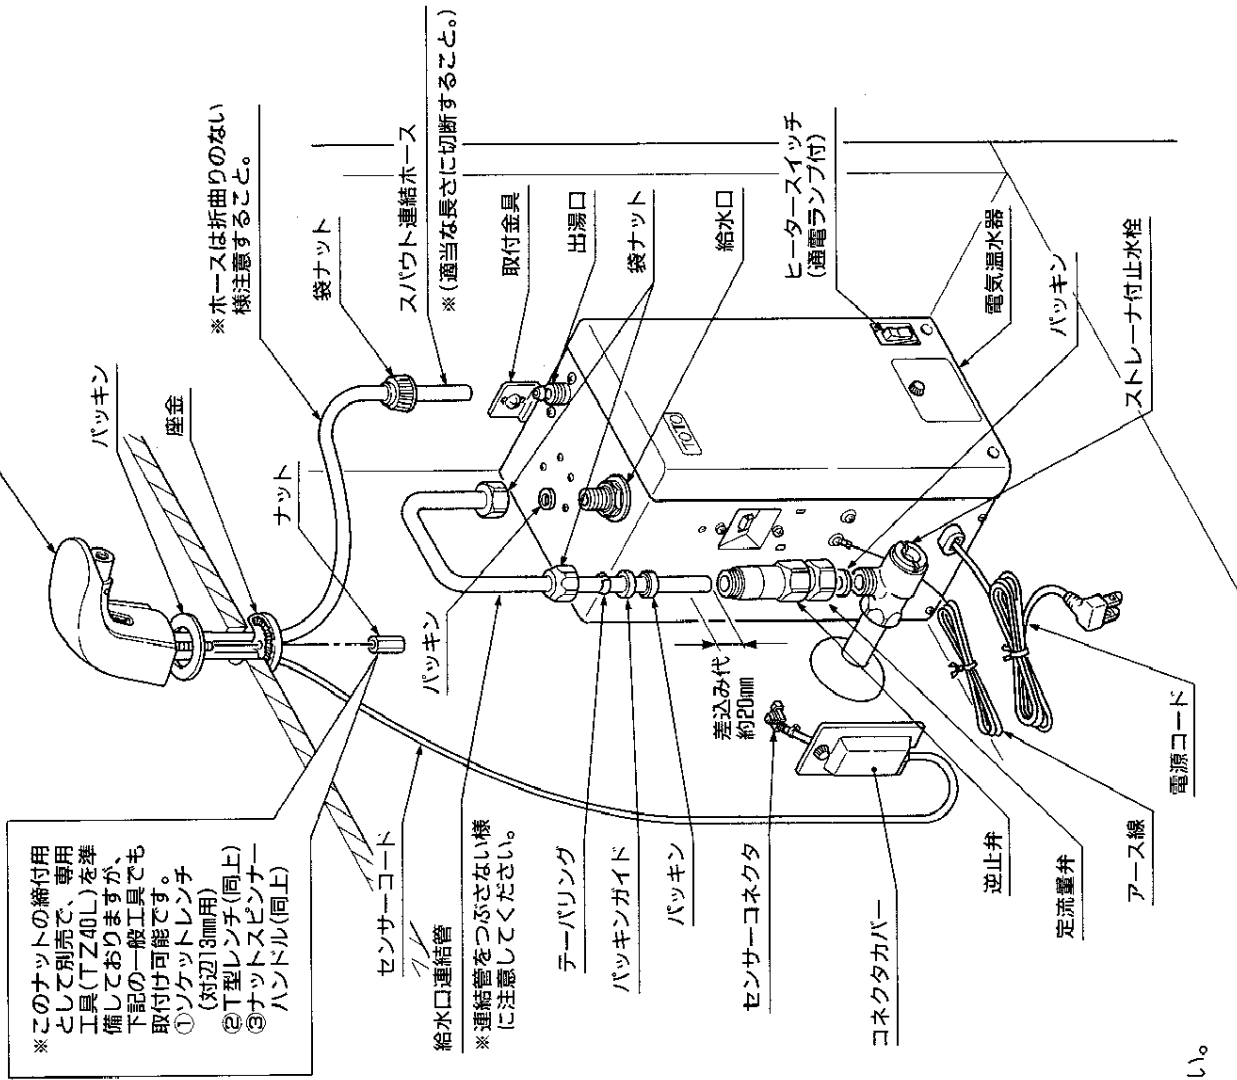 ※このナットの締付用
として別売で、専用
工具(TZ40L)を準
備しておりますが、
下記の一般工具でも
取付け可能です。
①ソケットレンチ
(対辺13mm用)
②T型レンチ(同上)
③ナットスピンナー
ハンドル(同上)
パッキン
座金
ナット
※ホースは折曲りのない
様注意すること。
袋ナット
スパウト連結ホース
※(適当な長さに切断すること。)
取付金具
出湯口
袋ナット
給水口
ヒータースイッチ
(通電ランプ付)
電気温水器
パッキン
ストレーナ付止水栓
TOTO
センサーコード
給水口連結管
※連結管をつぶさない様
に注意してください。
パッキン
テーパリング
パッキンガイド
パッキン
差込み代
約20mm
センサーコネクタ
コネクタカバー
逆止弁
定流量弁
アース線
電源コード
い。